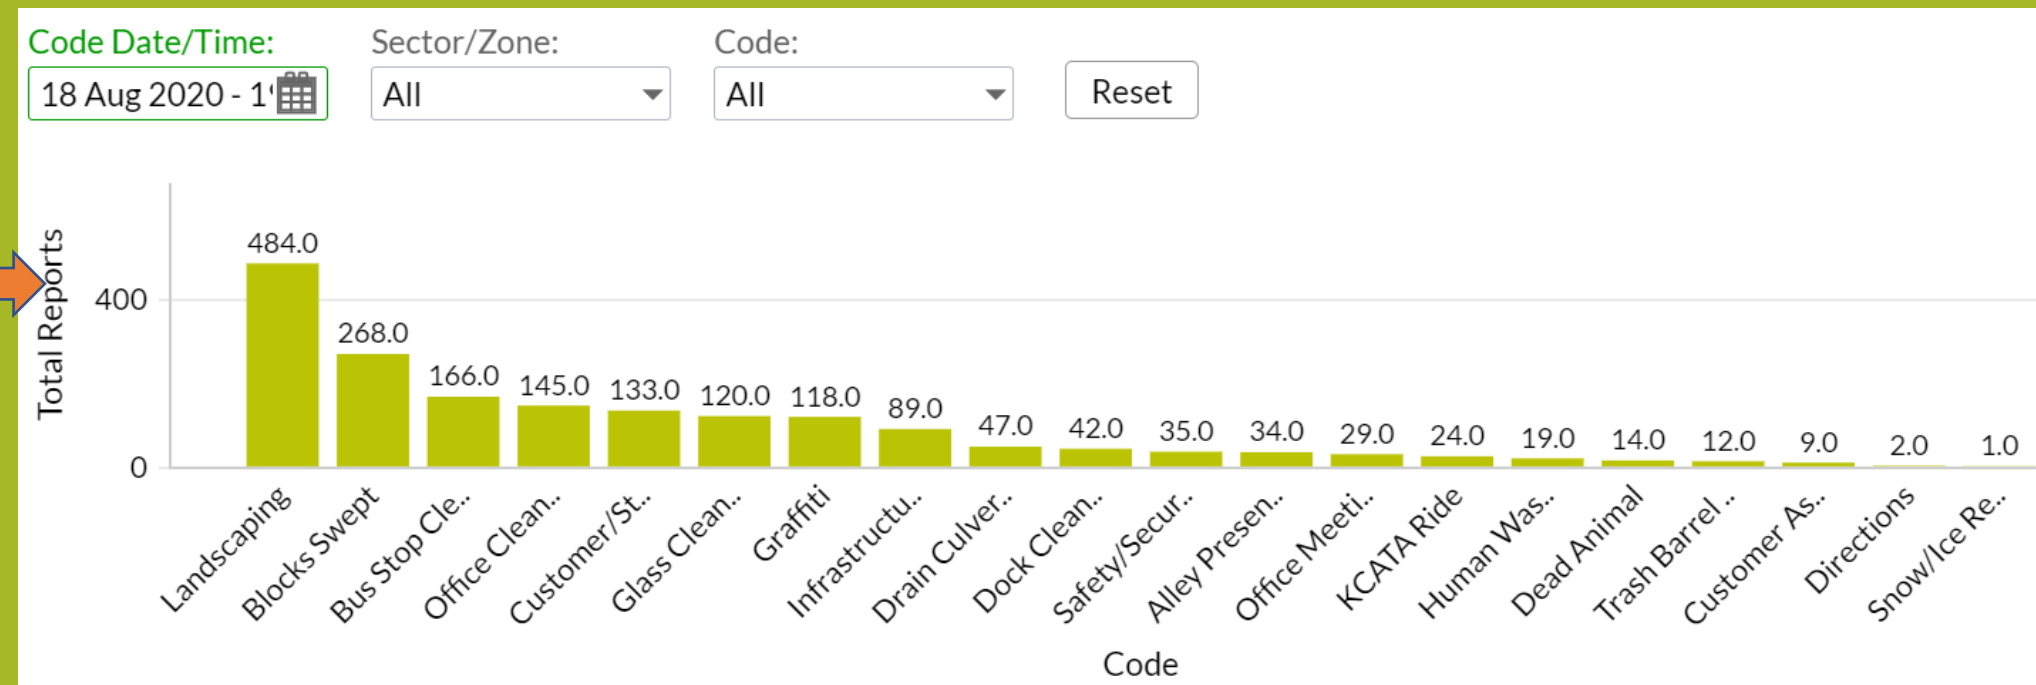 Code Date/Time: Sector/Zone: Code:
18 Aug 2020 - 1 All All Reset
Total Reports
400
0
484.0
268.0
166.0
145.0
133.0
120.0
118.0
89.0
47.0
42.0
35.0
34.0
29.0
24.0
19.0
14.0
12.0
9.0
2.0
1.0
Landscaping
Blocks Swept
Bus Stop Cle..
Office Clean..
Customer/St..
Glass Clean..
Graffiti
Infrastructu..
Drain Culver..
Dock Clean..
Safety/Secur..
Alley Presen..
Office Meeti..
KCATA Ride
Human Was..
Dead Animal
Trash Barrel ..
Customer As..
Directions
Snow/Ice Re..
Code